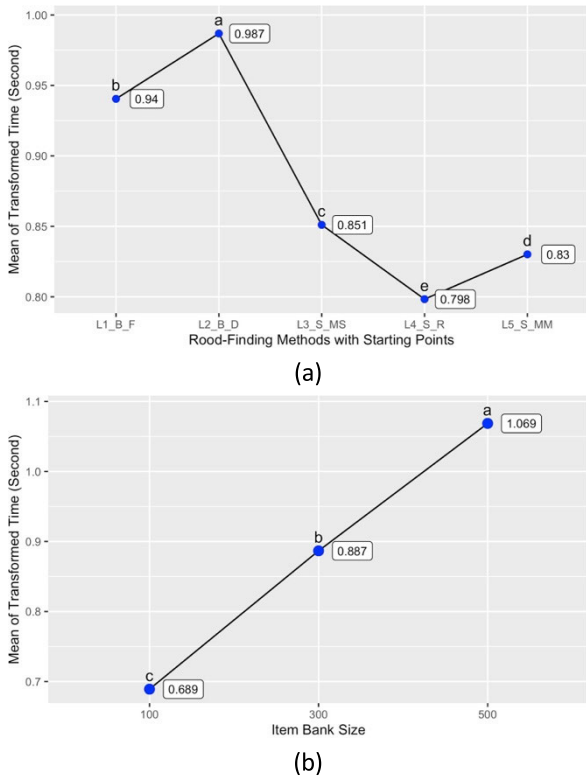 Mean of Transformed Time (Second)
1.00
0.95
0.90
0.85
0.80
a
0.987
b
0.94
c
0.851
d
0.83
e
0.798
L1_B_F L2_B_D L3_S_MS L4_S_R L5_S_MM
Rood-Finding Methods with Starting Points
(a)
Mean of Transformed Time (Second)
1.1
1.0
0.9
0.8
0.7
a
1.069
b
0.887
c
0.689
100 300 500
Item Bank Size
(b)